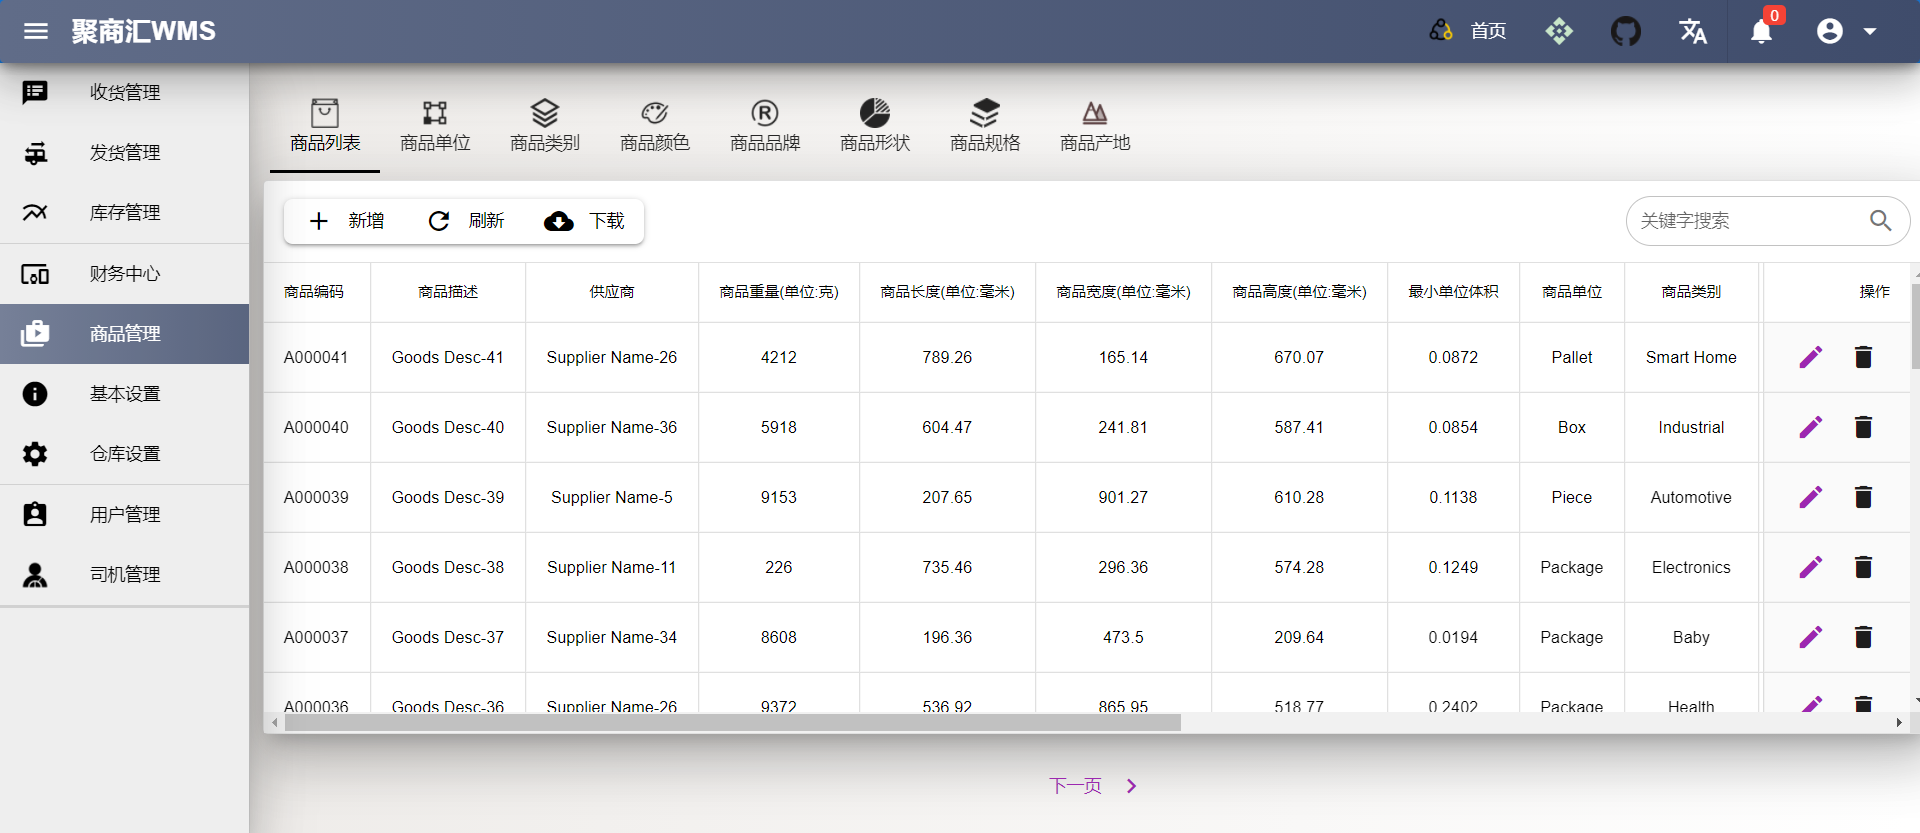 聚商汇WMS
首页
0
收货管理
发货管理
库存管理
财务中心
商品管理
基本设置
仓库设置
用户管理
司机管理
商品列表 商品单位 商品类别 商品颜色 商品品牌 商品形状 商品规格 商品产地
新增 刷新 下载
关键字搜索
商品编码 商品描述 供应商 商品重量(单位:克) 商品长度(单位:毫米) 商品宽度(单位:毫米) 商品高度(单位:毫米) 最小单位体积 商品单位 商品类别 操作
A000041 Goods Desc-41 Supplier Name-26 4212 789.26 165.14 670.07 0.0872 Pallet Smart Home
A000040 Goods Desc-40 Supplier Name-36 5918 604.47 241.81 587.41 0.0854 Box Industrial
A000039 Goods Desc-39 Supplier Name-5 9153 207.65 901.27 610.28 0.1138 Piece Automotive
A000038 Goods Desc-38 Supplier Name-11 226 735.46 296.36 574.28 0.1249 Package Electronics
A000037 Goods Desc-37 Supplier Name-34 8608 196.36 473.5 209.64 0.0194 Package Baby
A000036 Goods Desc-36 Supplier Name-26 9372 536.92 865.95 518.77 0.2402 Package Health
下一页